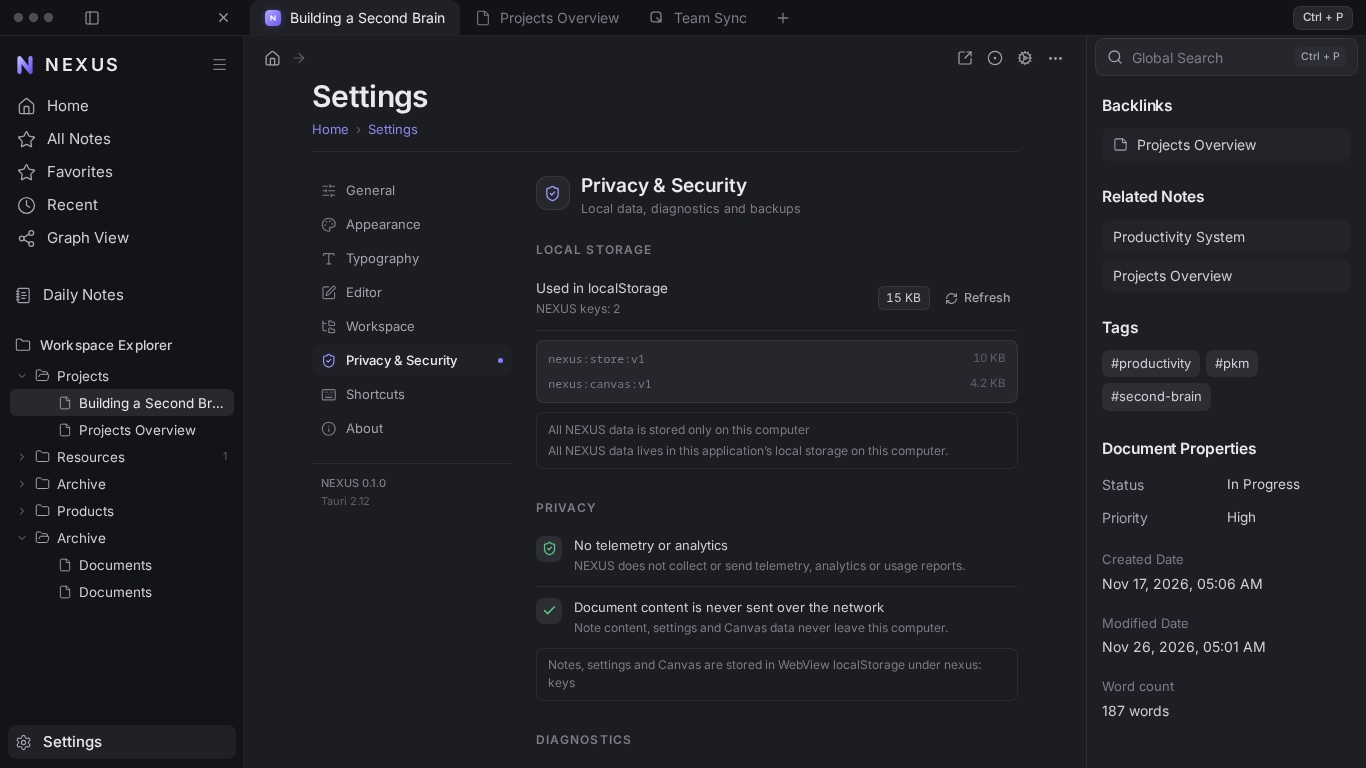 Building a Second Brain
Projects Overview
Team Sync
Ctrl + P
NEXUS
Home
All Notes
Favorites
Recent
Graph View
Daily Notes
Workspace Explorer
Projects
Building a Second Br...
Projects Overview
Resources 1
Archive
Products
Archive
Documents
Documents
Settings
Settings
Home › Settings
General
Appearance
Typography
Editor
Workspace
Privacy & Security
Shortcuts
About
NEXUS 0.1.0
Tauri 2.12
Privacy & Security
Local data, diagnostics and backups
LOCAL STORAGE
Used in localStorage
NEXUS keys: 2
15 KB
Refresh
nexus:store:v1 10 KB
nexus:canvas:v1 4.2 KB
All NEXUS data is stored only on this computer
All NEXUS data lives in this application's local storage on this computer.
PRIVACY
No telemetry or analytics
NEXUS does not collect or send telemetry, analytics or usage reports.
Document content is never sent over the network
Note content, settings and Canvas data never leave this computer.
Notes, settings and Canvas are stored in WebView localStorage under nexus:
keys
DIAGNOSTICS
Global Search Ctrl + P
Backlinks
Projects Overview
Related Notes
Productivity System
Projects Overview
Tags
#productivity #pkm
#second-brain
Document Properties
Status In Progress
Priority High
Created Date
Nov 17, 2026, 05:06 AM
Modified Date
Nov 26, 2026, 05:01 AM
Word count
187 words